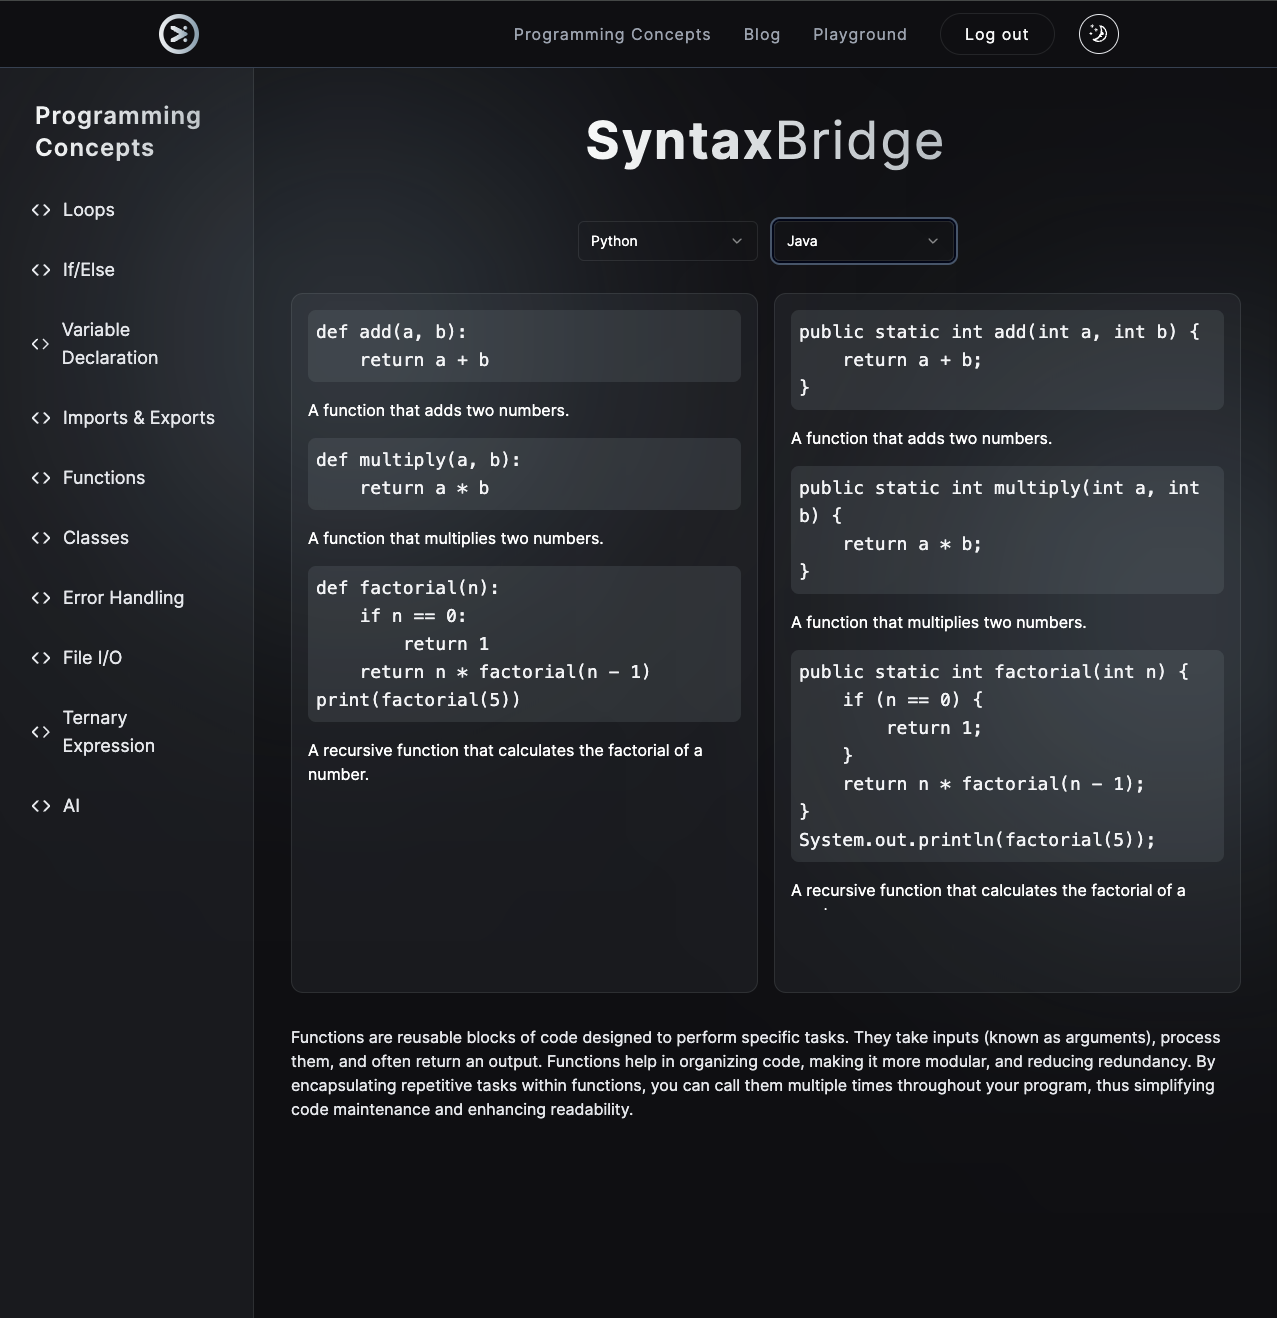 Programming Concepts
Blog
Playground
Log out
Programming
Concepts
Loops
If/Else
Variable
Declaration
Imports & Exports
Functions
Classes
Error Handling
File I/O
Ternary
Expression
AI
SyntaxBridge
Python
Java
def add(a, b):
    return a + b
A function that adds two numbers.
def multiply(a, b):
    return a * b
A function that multiplies two numbers.
def factorial(n):
    if n == 0:
        return 1
    return n * factorial(n - 1)
print(factorial(5))
A recursive function that calculates the factorial of a
number.
public static int add(int a, int b) {
    return a + b;
}
A function that adds two numbers.
public static int multiply(int a, int
b) {
    return a * b;
}
A function that multiplies two numbers.
public static int factorial(int n) {
    if (n == 0) {
        return 1;
    }
    return n * factorial(n - 1);
}
System.out.println(factorial(5));
A recursive function that calculates the factorial of a
Functions are reusable blocks of code designed to perform specific tasks. They take inputs (known as arguments), process
them, and often return an output. Functions help in organizing code, making it more modular, and reducing redundancy. By
encapsulating repetitive tasks within functions, you can call them multiple times throughout your program, thus simplifying
code maintenance and enhancing readability.